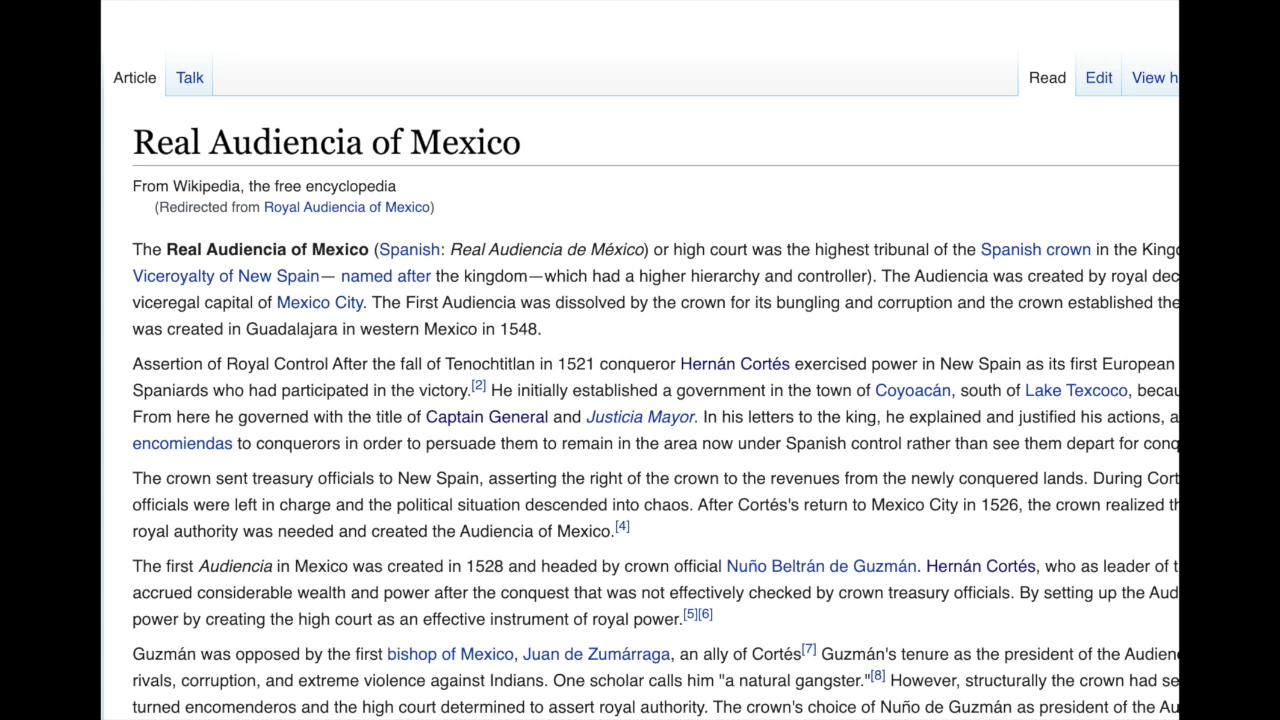 Article Talk Read Edit View h
Real Audiencia of Mexico
From Wikipedia, the free encyclopedia
(Redirected from Royal Audiencia of Mexico)
The Real Audiencia of Mexico (Spanish: Real Audiencia de México) or high court was the highest tribunal of the Spanish crown in the King
Viceroyalty of New Spain— named after the kingdom—which had a higher hierarchy and controller). The Audiencia was created by royal dec
viceregal capital of Mexico City. The First Audiencia was dissolved by the crown for its bungling and corruption and the crown established the
was created in Guadalajara in western Mexico in 1548.
Assertion of Royal Control After the fall of Tenochtitlan in 1521 conqueror Hernán Cortés exercised power in New Spain as its first European
Spaniards who had participated in the victory.[2] He initially established a government in the town of Coyoacán, south of Lake Texcoco, becau
From here he governed with the title of Captain General and Justicia Mayor. In his letters to the king, he explained and justified his actions, a
encomiendas to conquerors in order to persuade them to remain in the area now under Spanish control rather than see them depart for conq
The crown sent treasury officials to New Spain, asserting the right of the crown to the revenues from the newly conquered lands. During Cort
officials were left in charge and the political situation descended into chaos. After Cortés's return to Mexico City in 1526, the crown realized th
royal authority was needed and created the Audiencia of Mexico.[4]
The first Audiencia in Mexico was created in 1528 and headed by crown official Nuño Beltrán de Guzmán. Hernán Cortés, who as leader of t
accrued considerable wealth and power after the conquest that was not effectively checked by crown treasury officials. By setting up the Aud
power by creating the high court as an effective instrument of royal power.[5][6]
Guzmán was opposed by the first bishop of Mexico, Juan de Zumárraga, an ally of Cortés[7] Guzmán's tenure as the president of the Audien
rivals, corruption, and extreme violence against Indians. One scholar calls him "a natural gangster."[8] However, structurally the crown had se
turned encomenderos and the high court determined to assert royal authority. The crown's choice of Nuño de Guzmán as president of the Au